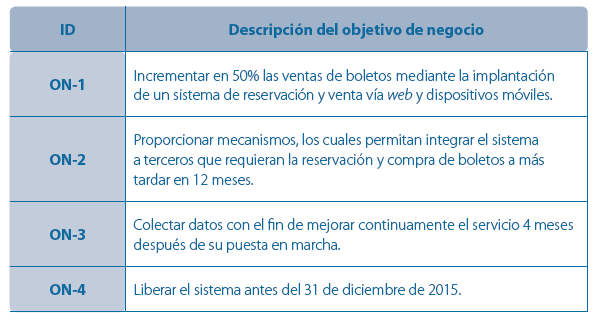 ID
Descripción del objetivo de negocio
ON-1
Incrementar en 50% las ventas de boletos mediante la implantación
de un sistema de reservación y venta vía web y dispositivos móviles.
ON-2
Proporcionar mecanismos, los cuales permitan integrar el sistema
a terceros que requieran la reservación y compra de boletos a más
tardar en 12 meses.
ON-3
Colectar datos con el fin de mejorar continuamente el servicio 4 meses
después de su puesta en marcha.
ON-4
Liberar el sistema antes del 31 de diciembre de 2015.